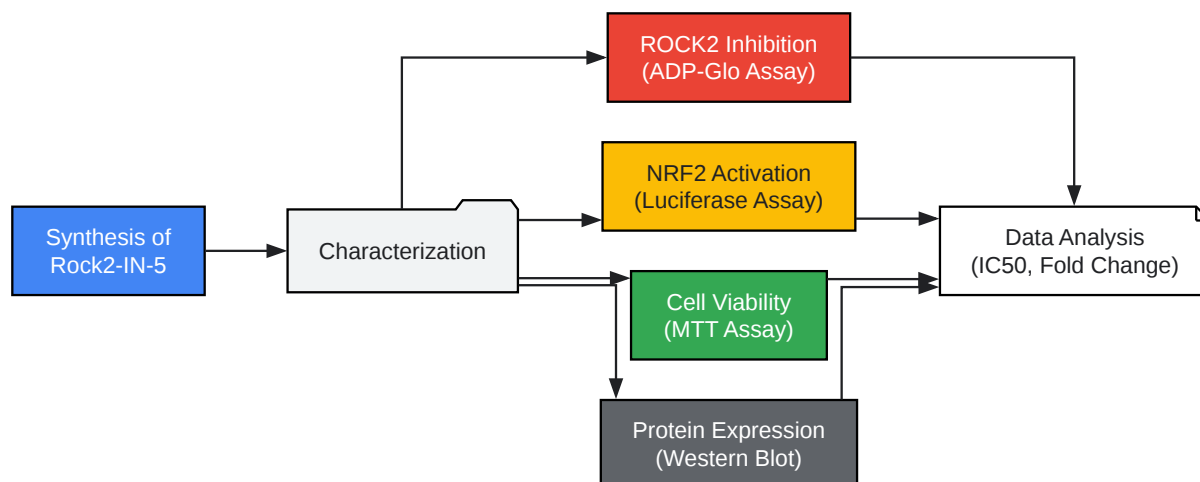 ROCK2 Inhibition
(ADP-Glo Assay)
NRF2 Activation
(Luciferase Assay)
Synthesis of
Rock2-IN-5
Characterization
Data Analysis
(IC50, Fold Change)
Cell Viability
(MTT Assay)
Protein Expression
(Western Blot)